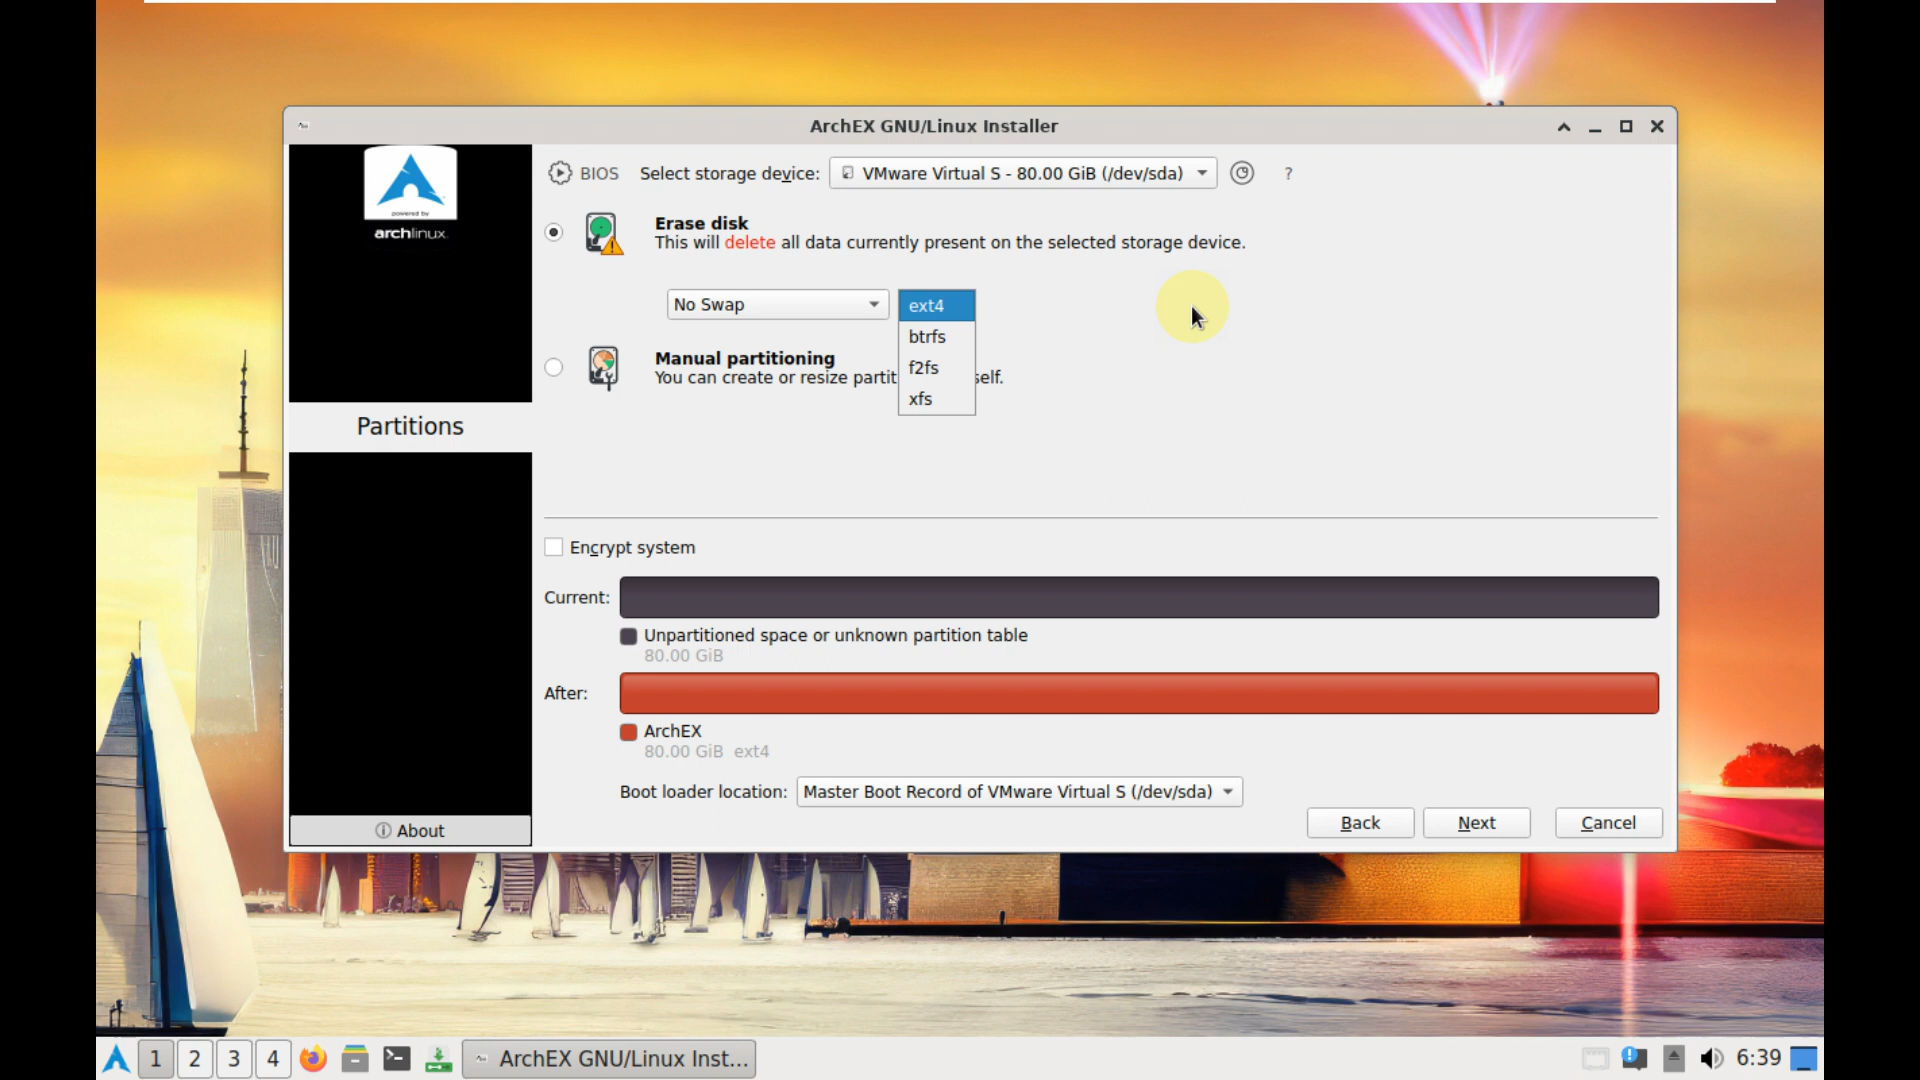 ArchEX GNU/Linux Installer
powered by
archlinux
BIOS
Select storage device:
VMware Virtual S - 80.00 GiB (/dev/sda)
?
Erase disk
This will delete all data currently present on the selected storage device.
No Swap
ext4
btrfs
f2fs
xfs
Manual partitioning
You can create or resize partit
self.
Partitions
Encrypt system
Current:
Unpartitioned space or unknown partition table
80.00 GiB
After:
ArchEX
80.00 GiB ext4
Boot loader location:
Master Boot Record of VMware Virtual S (/dev/sda)
About
Back
Next
Cancel
1
2
3
4
ArchEX GNU/Linux Inst...
6:39